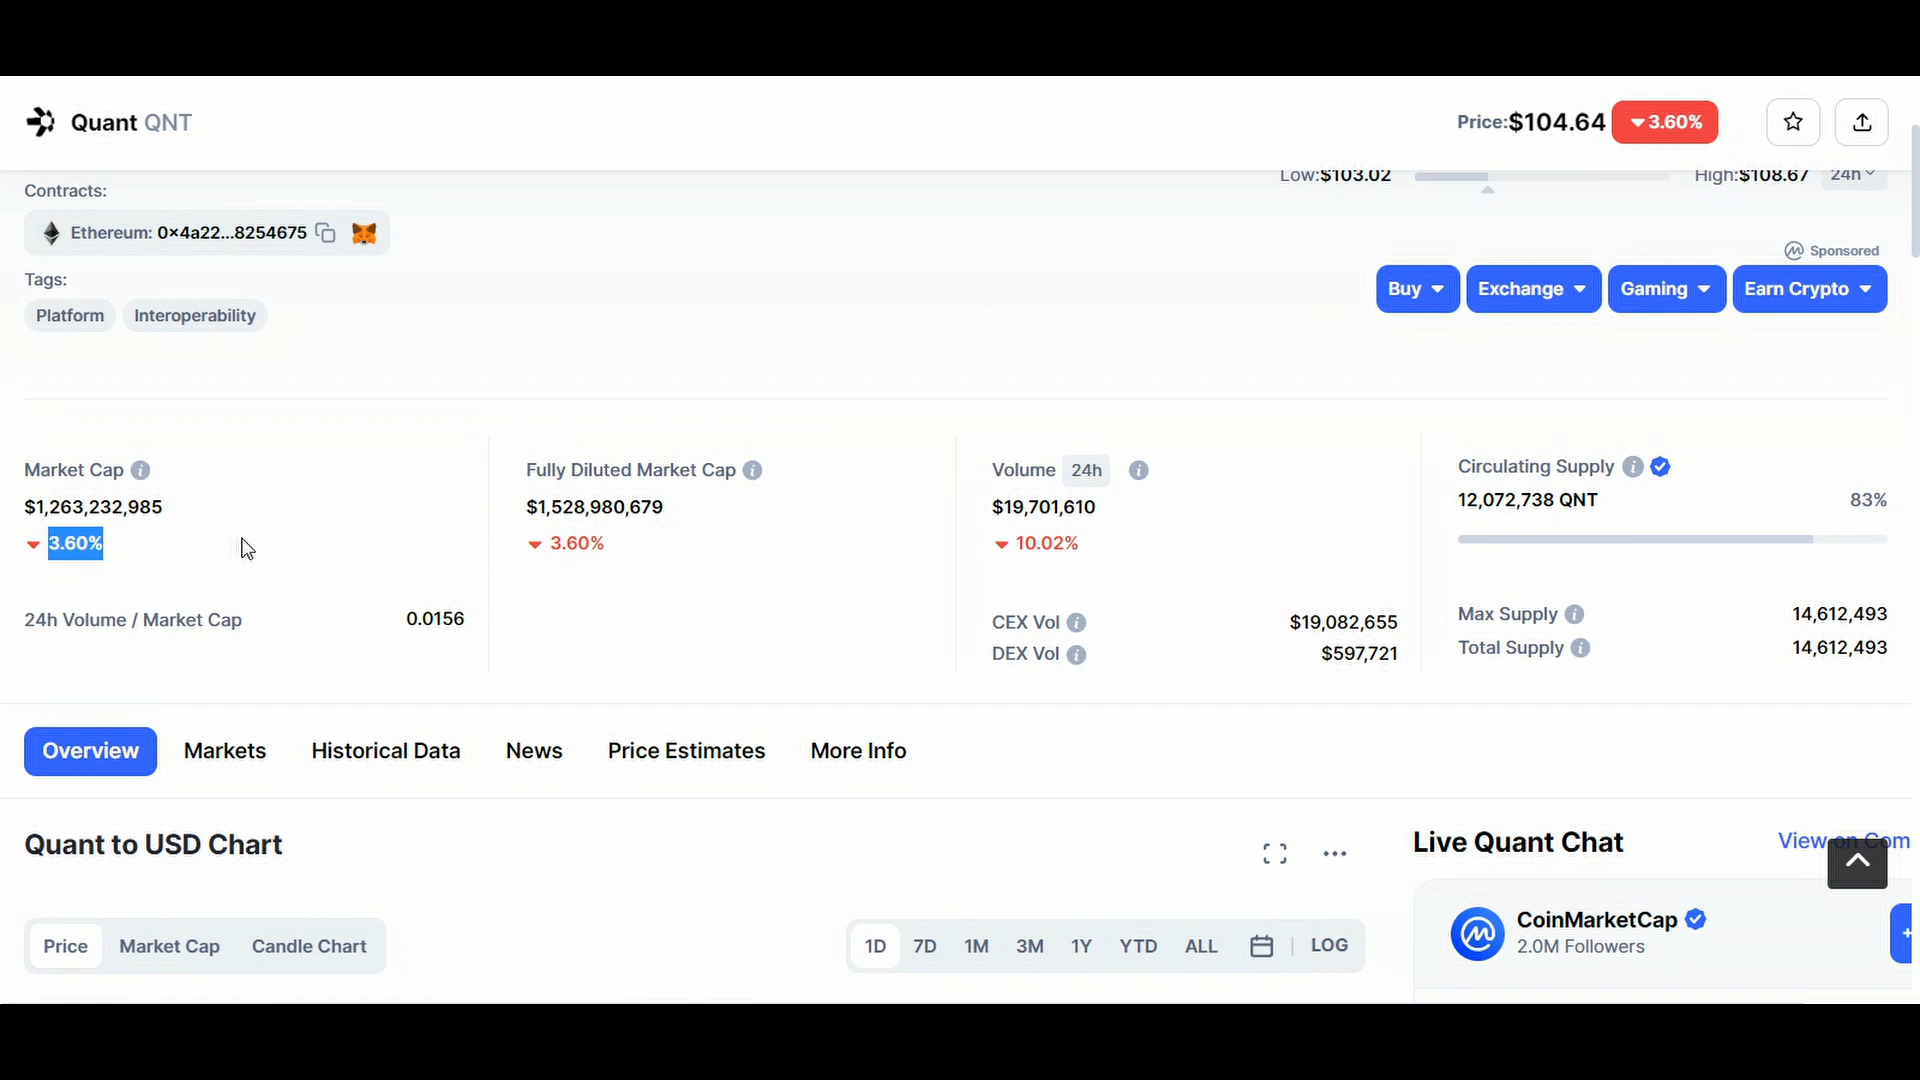 Quant QNT
Price:$104.64 3.60%
Low:$103.02 High:$108.67 24h
Contracts:
Ethereum: 0x4a22...8254675
Tags:
Platform Interoperability
Sponsored
Buy Exchange Gaming Earn Crypto
Market Cap
$1,263,232,985
3.60%
24h Volume / Market Cap 0.0156
Fully Diluted Market Cap
$1,528,980,679
3.60%
Volume 24h
$19,701,610
10.02%
CEX Vol $19,082,655
DEX Vol $597,721
Circulating Supply
12,072,738 QNT 83%
Max Supply 14,612,493
Total Supply 14,612,493
Overview Markets Historical Data News Price Estimates More Info
Quant to USD Chart
Price Market Cap Candle Chart
1D 7D 1M 3M 1Y YTD ALL LOG
Live Quant Chat View on Com
CoinMarketCap
2.0M Followers
+